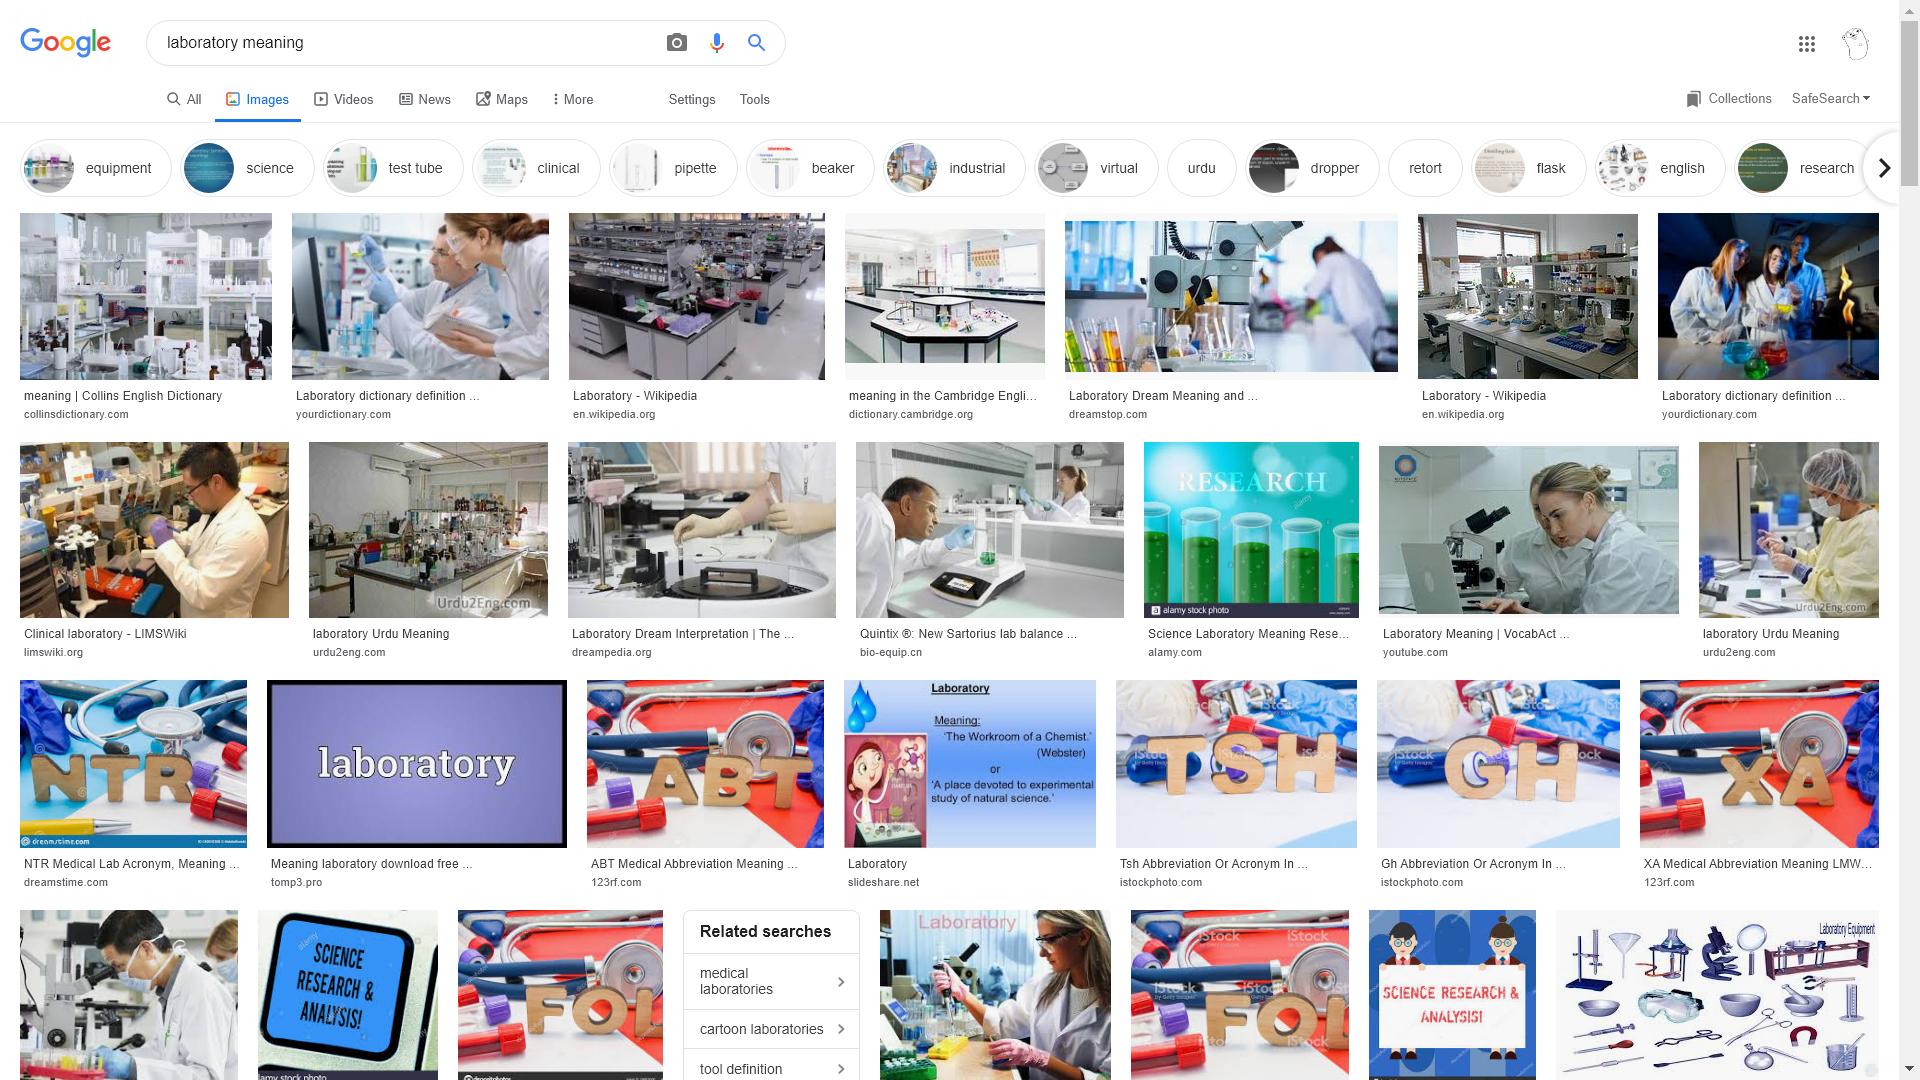 Google
laboratory meaning
All
Images
Videos
News
Maps
More
Settings
Tools
Collections
SafeSearch
equipment
science
test tube
clinical
pipette
beaker
industrial
virtual
urdu
dropper
retort
flask
english
research
meaning | Collins English Dictionary
collinsdictionary.com
Laboratory dictionary definition ...
yourdictionary.com
Laboratory - Wikipedia
en.wikipedia.org
meaning in the Cambridge Engli...
dictionary.cambridge.org
Laboratory Dream Meaning and ...
dreamstop.com
Laboratory - Wikipedia
en.wikipedia.org
Laboratory dictionary definition ...
yourdictionary.com
Urdu2Eng.com
RESEARCH
alamy stock photo
Urdu2Eng.com
Clinical laboratory - LIMSWiki
limswiki.org
laboratory Urdu Meaning
urdu2eng.com
Laboratory Dream Interpretation | The ...
dreampedia.org
Quintix ®: New Sartorius lab balance ...
bio-equip.cn
Science Laboratory Meaning Rese...
alamy.com
Laboratory Meaning | VocabAct ...
youtube.com
laboratory Urdu Meaning
urdu2eng.com
NTR
dreamstime.com
laboratory
ABT
Laboratory
Meaning:
'The Workroom of a Chemist.'
(Webster)
or
'A place devoted to experimental
study of natural science.'
TSH
iStock
GH
iStock
XA
NTR Medical Lab Acronym, Meaning ...
dreamstime.com
Meaning laboratory download free ...
tomp3.pro
ABT Medical Abbreviation Meaning ...
123rf.com
Laboratory
slideshare.net
Tsh Abbreviation Or Acronym In ...
istockphoto.com
Gh Abbreviation Or Acronym In ...
istockphoto.com
XA Medical Abbreviation Meaning LMW...
123rf.com
SCIENCE
RESEARCH &
ANALYSIS!
alamy stock photo
FOI
Related searches
medical
laboratories
cartoon laboratories
tool definition
Laboratory
iStock
iStock
FOI
SCIENCE RESEARCH &
ANALYSIS!
Laboratory Equipment